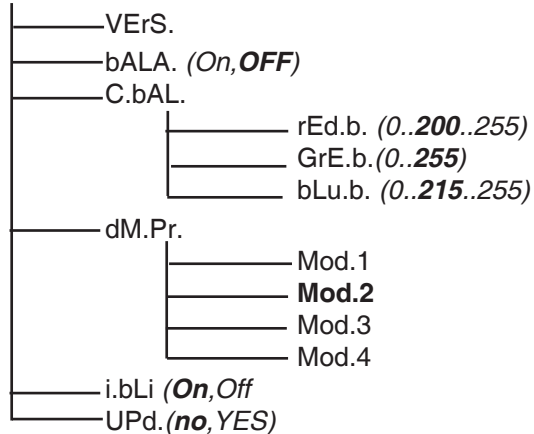 VErS.
bALA. (On,OFF)
C.bAL.
rEd.b. (0..200..255)
GrE.b.(0..255)
bLu.b. (0..215..255)
dM.Pr.
Mod.1
Mod.2
Mod.3
Mod.4
i.bLi (On,Off
UPd.(no,YES)